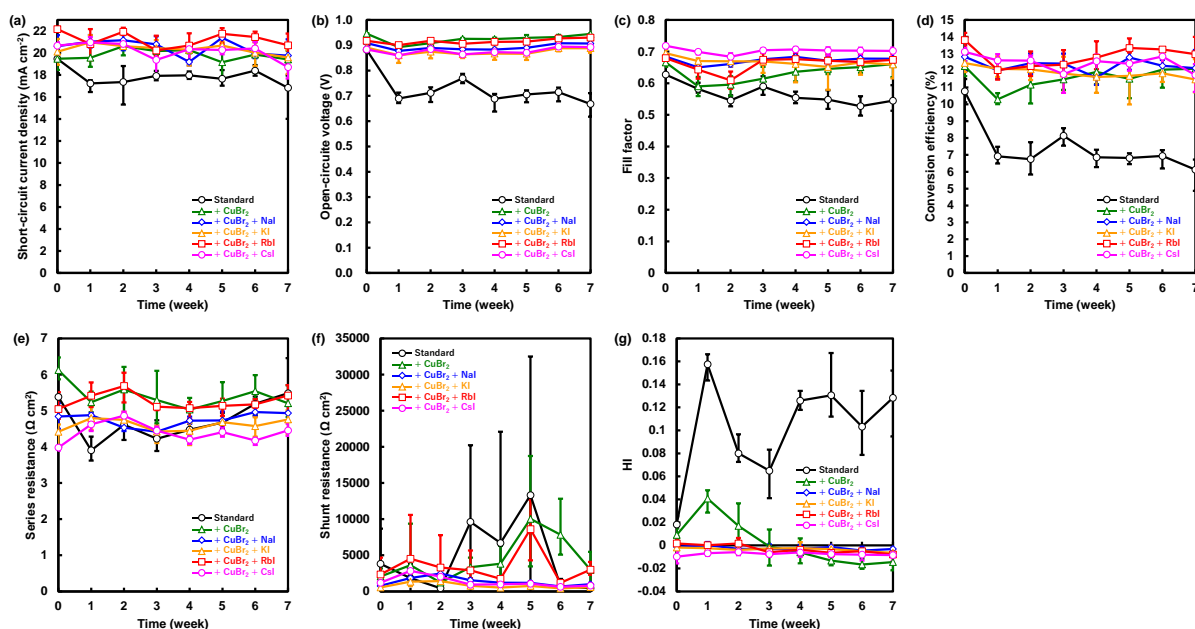 (a)
Short-circuit current density (mA cm⁻²)
22
20
18
16
14
12
10
8
6
4
2
0
0 1 2 3 4 5 6 7
Time (week)
Standard
+ CuBr₂
+ CuBr₂ + NaI
+ CuBr₂ + KI
+ CuBr₂ + RbI
+ CuBr₂ + CsI
(b)
Open-circuite voltage (V)
1.0
0.9
0.8
0.7
0.6
0.5
0.4
0.3
0.2
0.1
0.0
0 1 2 3 4 5 6 7
Time (week)
Standard
+ CuBr₂
+ CuBr₂ + NaI
+ CuBr₂ + KI
+ CuBr₂ + RbI
+ CuBr₂ + CsI
(c)
Fill factor
0.8
0.7
0.6
0.5
0.4
0.3
0.2
0.1
0
0 1 2 3 4 5 6 7
Time (week)
Standard
+ CuBr₂
+ CuBr₂ + NaI
+ CuBr₂ + KI
+ CuBr₂ + RbI
+ CuBr₂ + CsI
(d)
Conversion efficiency (%)
15
14
13
12
11
10
9
8
7
6
5
4
3
2
1
0
0 1 2 3 4 5 6 7
Time (week)
Standard
+ CuBr₂
+ CuBr₂ + NaI
+ CuBr₂ + KI
+ CuBr₂ + RbI
+ CuBr₂ + CsI
(e)
Series resistance (Ω cm²)
7
6
5
4
3
2
1
0
0 1 2 3 4 5 6 7
Time (week)
Standard
+ CuBr₂
+ CuBr₂ + NaI
+ CuBr₂ + KI
+ CuBr₂ + RbI
+ CuBr₂ + CsI
(f)
Shunt resistance (Ω cm²)
35000
30000
25000
20000
15000
10000
5000
0
0 1 2 3 4 5 6 7
Time (week)
Standard
+ CuBr₂
+ CuBr₂ + NaI
+ CuBr₂ + KI
+ CuBr₂ + RbI
+ CuBr₂ + CsI
(g)
HI
0.18
0.16
0.14
0.12
0.10
0.08
0.06
0.04
0.02
0
-0.02
-0.04
0 1 2 3 4 5 6 7
Time (week)
Standard
+ CuBr₂
+ CuBr₂ + NaI
+ CuBr₂ + KI
+ CuBr₂ + RbI
+ CuBr₂ + CsI